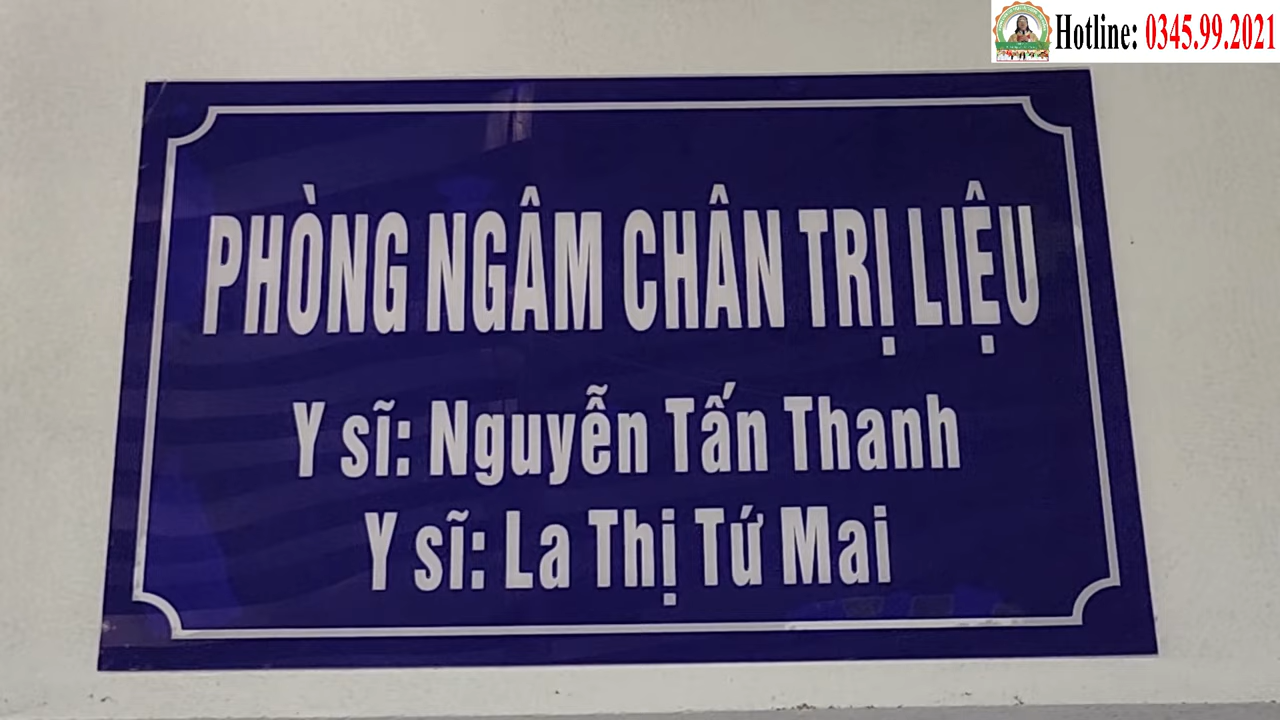 Hotline: 0345.99.2021
PHÒNG NGÂM CHÂN TRỊ LIỆU
Y sĩ: Nguyễn Tấn Thanh
Y sĩ: La Thị Tứ Mai